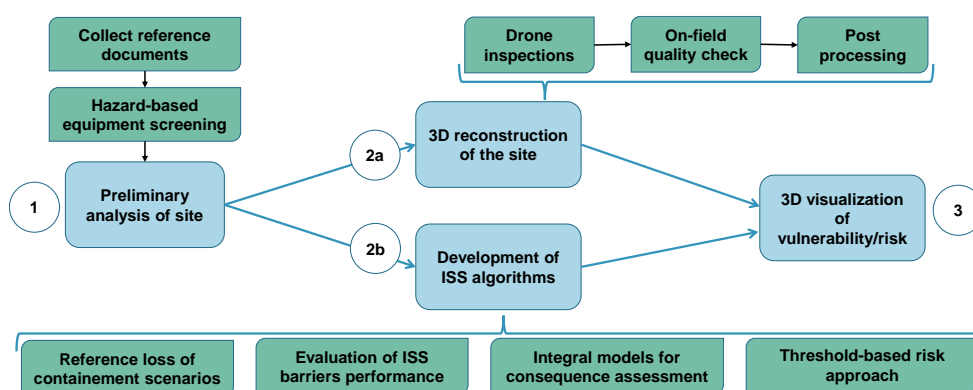 Collect reference
documents
Hazard-based
equipment screening
1
Preliminary
analysis of site
Drone
inspections
On-field
quality check
Post
processing
2a
3D reconstruction
of the site
2b
Development of
ISS algorithms
3D visualization
of
vulnerability/risk
3
Reference loss of
containement scenarios
Evaluation of ISS
barriers performance
Integral models for
consequence assessment
Threshold-based risk
approach